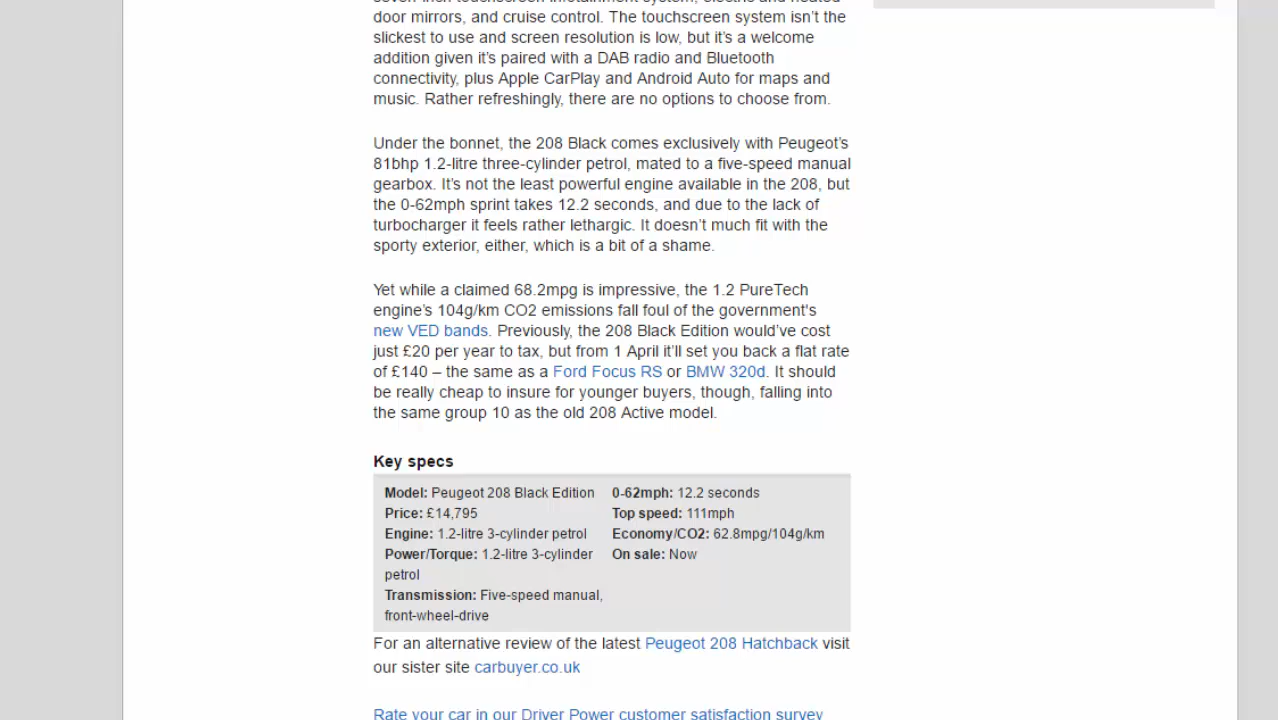 seven-inch touchscreen infotainment system, electric and heated
door mirrors, and cruise control. The touchscreen system isn’t the
slickest to use and screen resolution is low, but it’s a welcome
addition given it’s paired with a DAB radio and Bluetooth
connectivity, plus Apple CarPlay and Android Auto for maps and
music. Rather refreshingly, there are no options to choose from.
Under the bonnet, the 208 Black comes exclusively with Peugeot’s
81bhp 1.2-litre three-cylinder petrol, mated to a five-speed manual
gearbox. It’s not the least powerful engine available in the 208, but
the 0-62mph sprint takes 12.2 seconds, and due to the lack of
turbocharger it feels rather lethargic. It doesn’t much fit with the
sporty exterior, either, which is a bit of a shame.
Yet while a claimed 68.2mpg is impressive, the 1.2 PureTech
engine’s 104g/km CO2 emissions fall foul of the government's
new VED bands. Previously, the 208 Black Edition would’ve cost
just £20 per year to tax, but from 1 April it’ll set you back a flat rate
of £140 – the same as a Ford Focus RS or BMW 320d. It should
be really cheap to insure for younger buyers, though, falling into
the same group 10 as the old 208 Active model.
Key specs
Model: Peugeot 208 Black Edition
Price: £14,795
Engine: 1.2-litre 3-cylinder petrol
Power/Torque: 1.2-litre 3-cylinder
petrol
Transmission: Five-speed manual,
front-wheel-drive
0-62mph: 12.2 seconds
Top speed: 111mph
Economy/CO2: 62.8mpg/104g/km
On sale: Now
For an alternative review of the latest Peugeot 208 Hatchback visit
our sister site carbuyer.co.uk
Rate your car in our Driver Power customer satisfaction survey